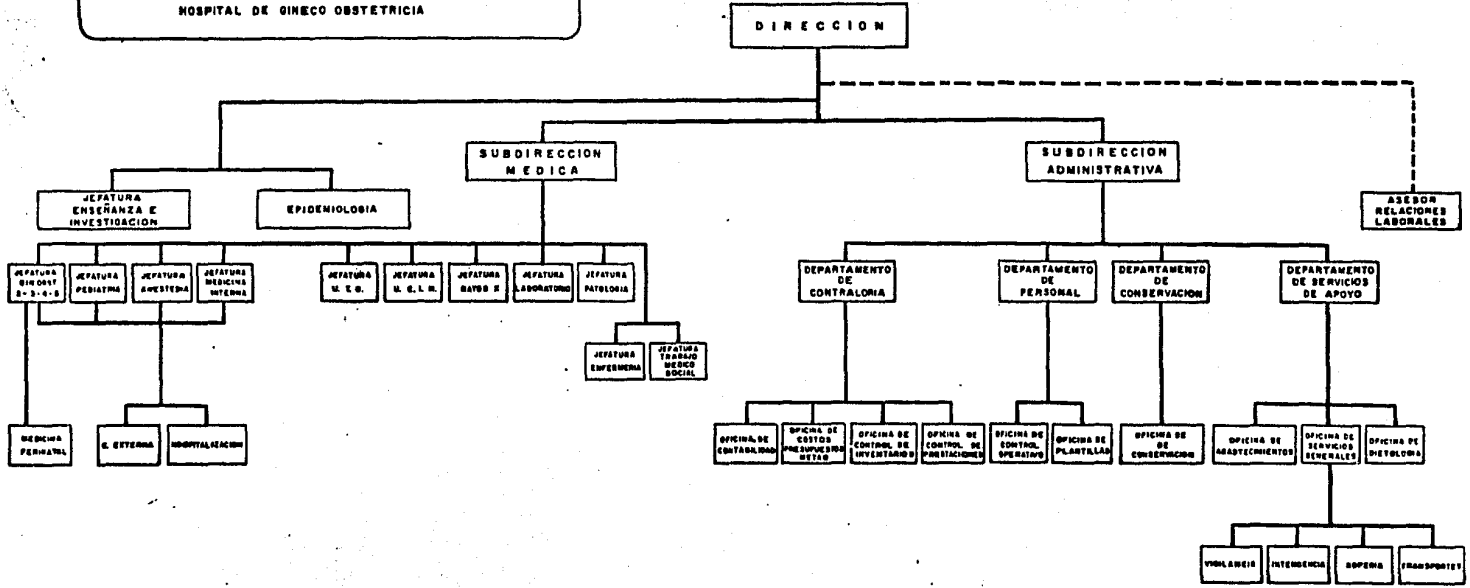 HOSPITAL DE GINECO OBSTETRICIA
DIRECCION
SUBDIRECCION
MEDICA
SUBDIRECCION
ADMINISTRATIVA
JEFATURA
ENSEÑANZA E
INVESTIGACION
EPIDEMIOLOGIA
ASESOR
RELACIONES
LABORALES
JEFATURA
JEFATURA
PEDIATRIA
JEFATURA
ANESTESIA
JEFATURA
MEDICINA
INTERNA
JEFATURA
JEFATURA
JEFATURA
RAYOS X
JEFATURA
LABORATORIO
JEFATURA
PATOLOGIA
DEPARTAMENTO
DE
CONTRALORIA
DEPARTAMENTO
DE
PERSONAL
DEPARTAMENTO
DE
CONSERVACION
DEPARTAMENTO
DE SERVICIOS
DE APOYO
JEFATURA
ENFERMERIA
JEFATURA
TRABAJO
MEDICO
SOCIAL
MEDICINA
PERINATAL
C. EXTERNA
HOSPITALIZACION
OFICINA DE
CONTABILIDAD
OFICINA DE
COSTOS
PRESUPUESTOS
METAS
OFICINA DE
CONTROL DE
INVENTARIOS
OFICINA DE
CONTROL DE
PRESTACIONES
OFICINA DE
CONTROL
OPERATIVO
OFICINA DE
PLANTILLAS
OFICINA DE
DE
CONSERVACION
OFICINA DE
ABASTECIMIENTOS
OFICINA DE
SERVICIOS
GENERALES
OFICINA DE
DIETOLOGIA
VIGILANCIA
INTENDENCIA
ROPERIA
TRANSPORTES